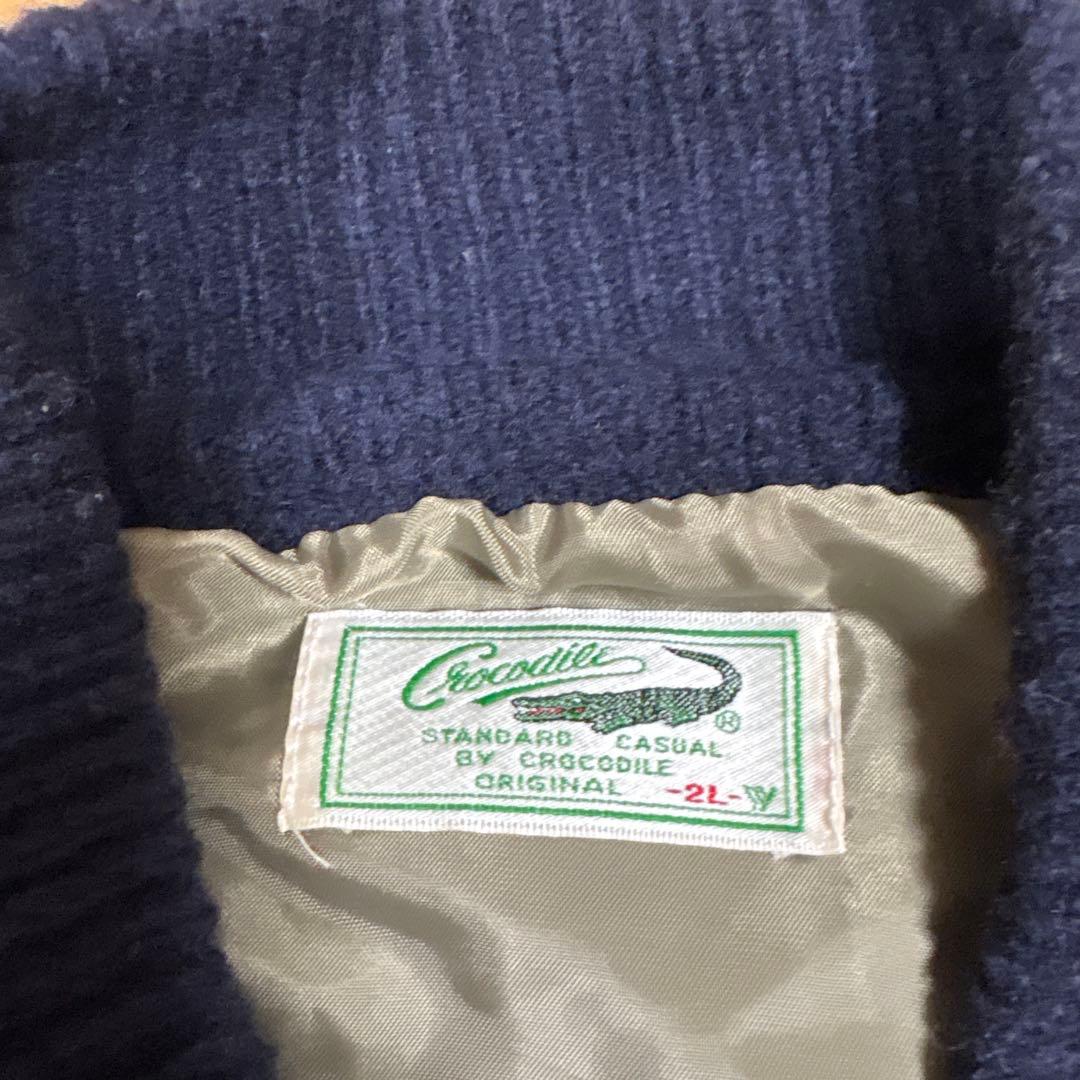 Crocodile
®
STANDARD CASUAL
BY CROCODILE
ORIGINAL -2L-